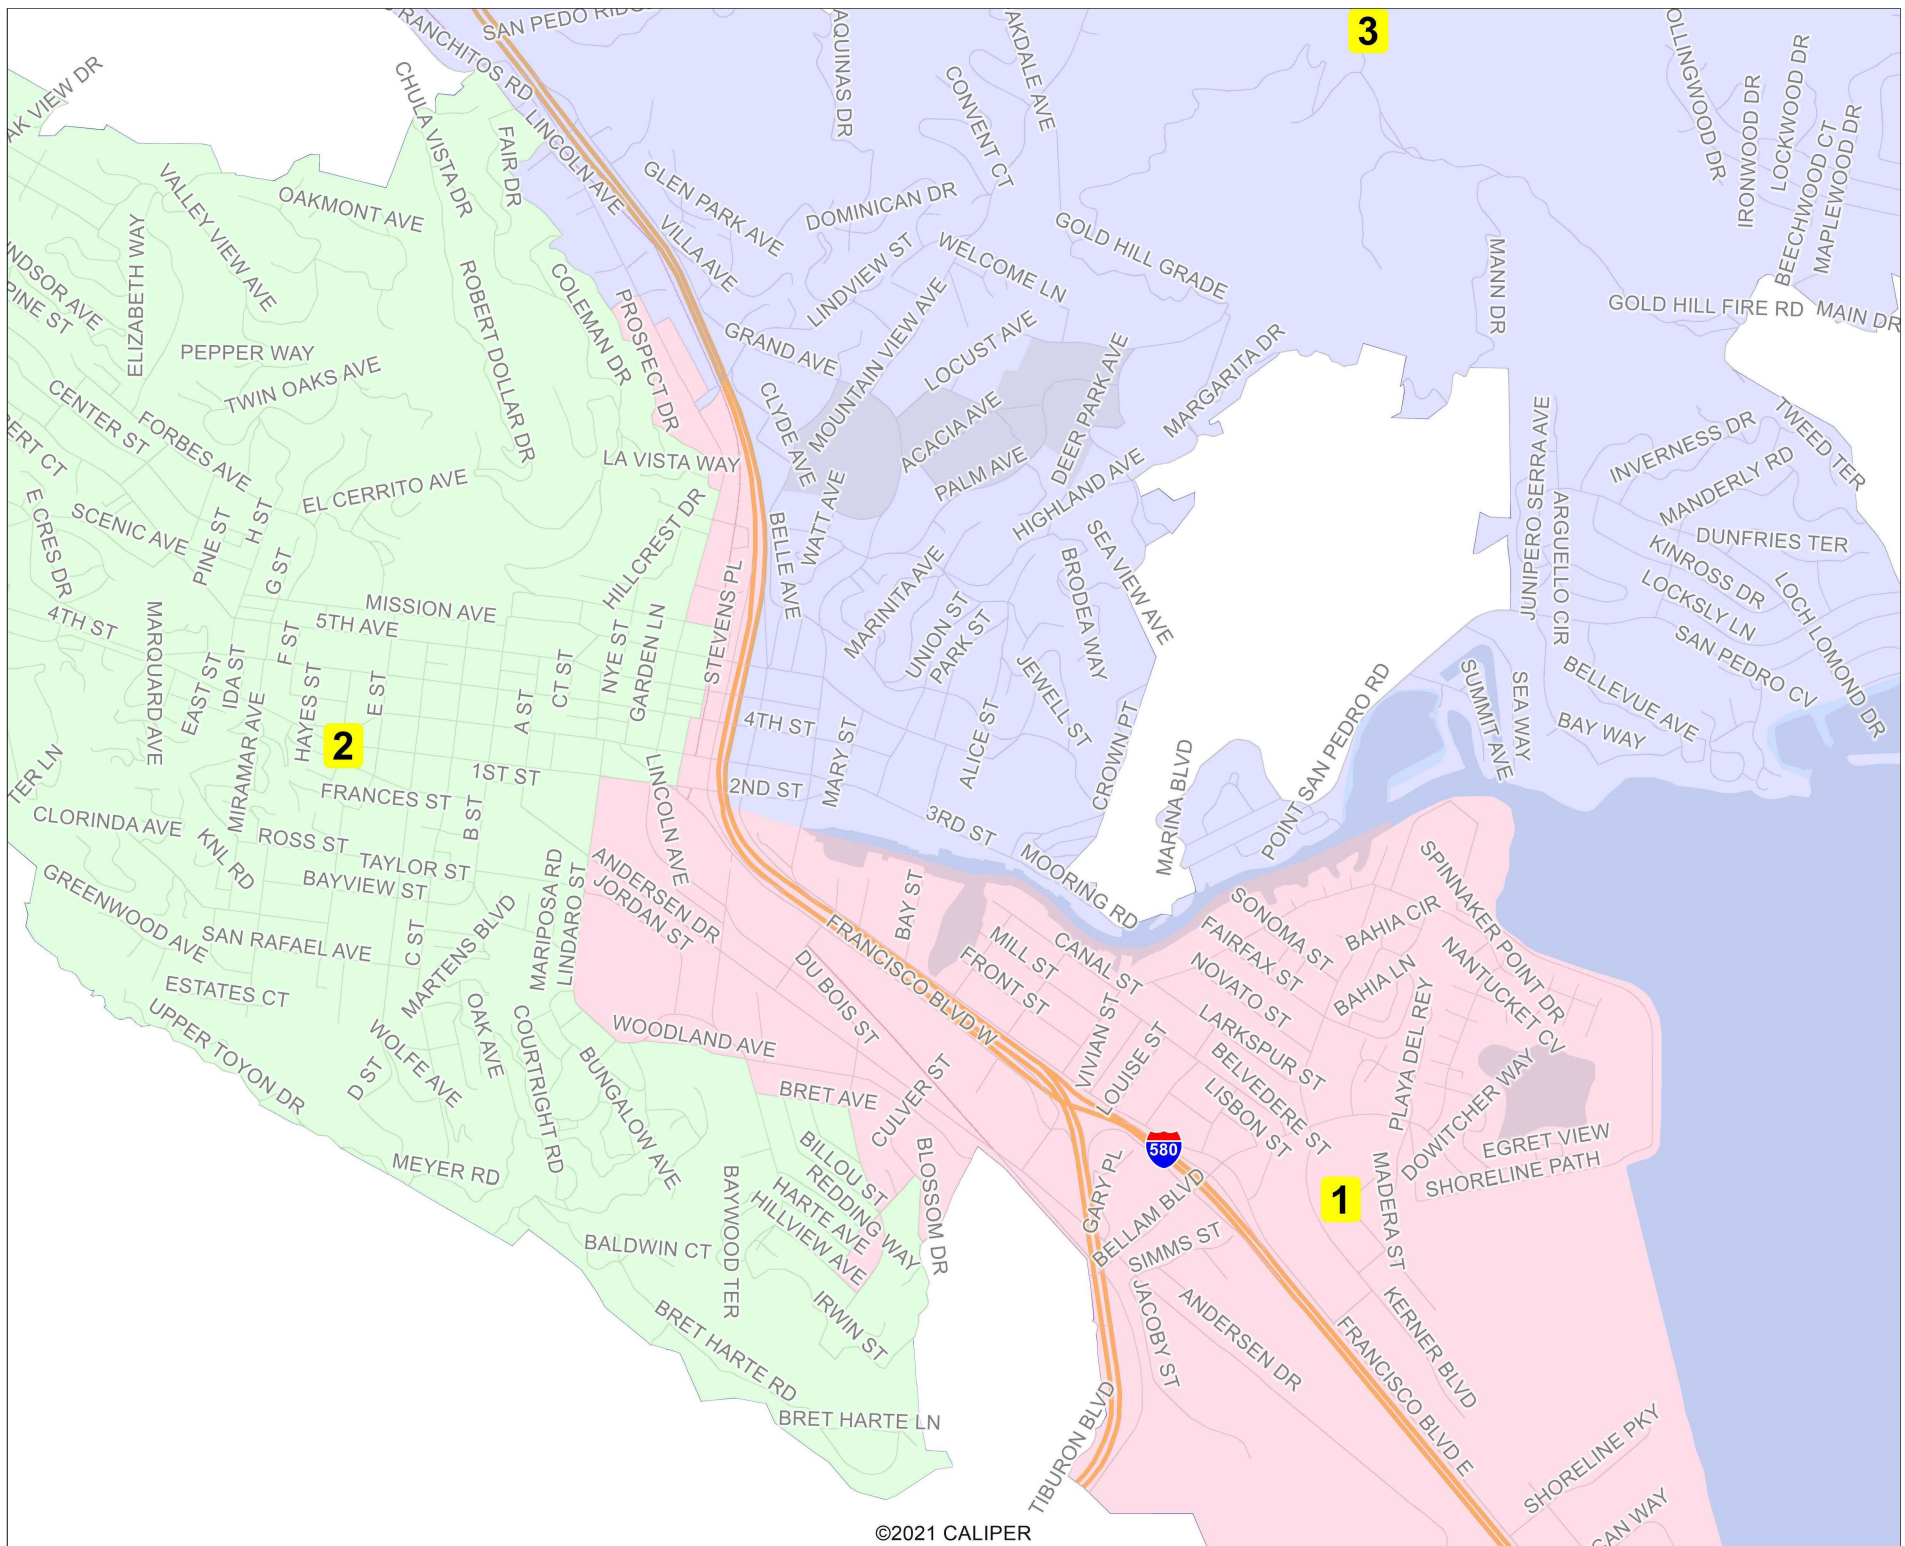 SAN PEDO RIDG
RANCHITOS RD
3
AK VIEW DR
CHULA VISTA DR
FAIR DR
LINCOLN AVE
AQUINAS DR
CONVENT CT
AKDALE AVE
OLLINGWOOD DR
IRONWOOD DR
LOCKWOOD DR
BEECHWOOD CT
MAPLEWOOD DR
VALLEY VIEW AVE
OAKMONT AVE
GLEN PARK AVE
DOMINICAN DR
GOLD HILL GRADE
ELIZABETH WAY
ROBERT DOLLAR DR
COLEMAN DR
VILLA AVE
LINDVIEW ST
WELCOME LN
MANN DR
GOLD HILL FIRE RD
MAIN DR
NDSOR AVE
PINE ST
PEPPER WAY
TWIN OAKS AVE
PROSPECT DR
GRAND AVE
MOUNTAIN VIEW AVE
LOCUST AVE
DEER PARK AVE
MARGARITA DR
CENTER ST
FORBES AVE
CLYDE AVE
ACACIA AVE
PALM AVE
HIGHLAND AVE
JUNIPERO SERRA AVE
INVERNESS DR
TWEED TER
BERT CT
LA VISTA WAY
EL CERRITO AVE
MANDERLY RD
E CRES DR
SCENIC AVE
PINE ST
H ST
G ST
HILLCREST DR
BELLE AVE
WATT AVE
SEA VIEW AVE
ARGUELLO CIR
DUNFRIES TER
KINROSS DR
LOCKSLY LN
LOCH LOMOND DR
4TH ST
MARQUARD AVE
MISSION AVE
5TH AVE
NYE ST
GARDEN LN
STEVENS PL
MARINITA AVE
UNION ST
PARK ST
BRODEA WAY
SAN PEDRO CV
EAST ST
IDA ST
F ST
HAYES ST
E ST
A ST
CT ST
JEWELL ST
POINT SAN PEDRO RD
SUMMIT AVE
SEA WAY
BELLEVUE AVE
BAY WAY
2
TER LN
MIRAMAR AVE
1ST ST
LINCOLN AVE
4TH ST
2ND ST
MARY ST
ALICE ST
CROWN PT
MARINA BLVD
FRANCES ST
B ST
CLORINDA AVE
KNL RD
ROSS ST
TAYLOR ST
BAYVIEW ST
3RD ST
MOORING RD
GREENWOOD AVE
MARIPOSA RD
LINDARO ST
ANDERSEN DR
JORDAN ST
BAY ST
SONOMA ST
BAHIA CIR
SPINNAKER POINT DR
SAN RAFAEL AVE
C ST
MARTENS BLVD
FRANCISCO BLVD W
MILL ST
CANAL ST
FRONT ST
FAIRFAX ST
NOVATO ST
BAHIA LN
NANTUCKET CV
ESTATES CT
DU BOIS ST
UPPER TOYON DR
OAK AVE
COURTRIGHT RD
WOLFE AVE
D ST
WOODLAND AVE
BUNGALOW AVE
VIVIAN ST
LOUISE ST
LARKSPUR ST
BELVEDERE ST
LISBON ST
PLAYA DEL REY
DOWITCHER WAY
BRET AVE
CULVER ST
EGRET VIEW
SHORELINE PATH
580
MEYER RD
BILLOU ST
REDDING WAY
HARTE AVE
HILLVIEW AVE
BLOSSOM DR
BAYWOOD TER
GARY PL
BELLAM BLVD
1
MADERA ST
BALDWIN CT
SIMMS ST
IRWIN ST
JACOBY ST
ANDERSEN DR
KERNER BLVD
BRET HARTE RD
FRANCISCO BLVD E
BRET HARTE LN
TIBURON BLVD
SHORELINE PKY
CAN WAY
©2021 CALIPER